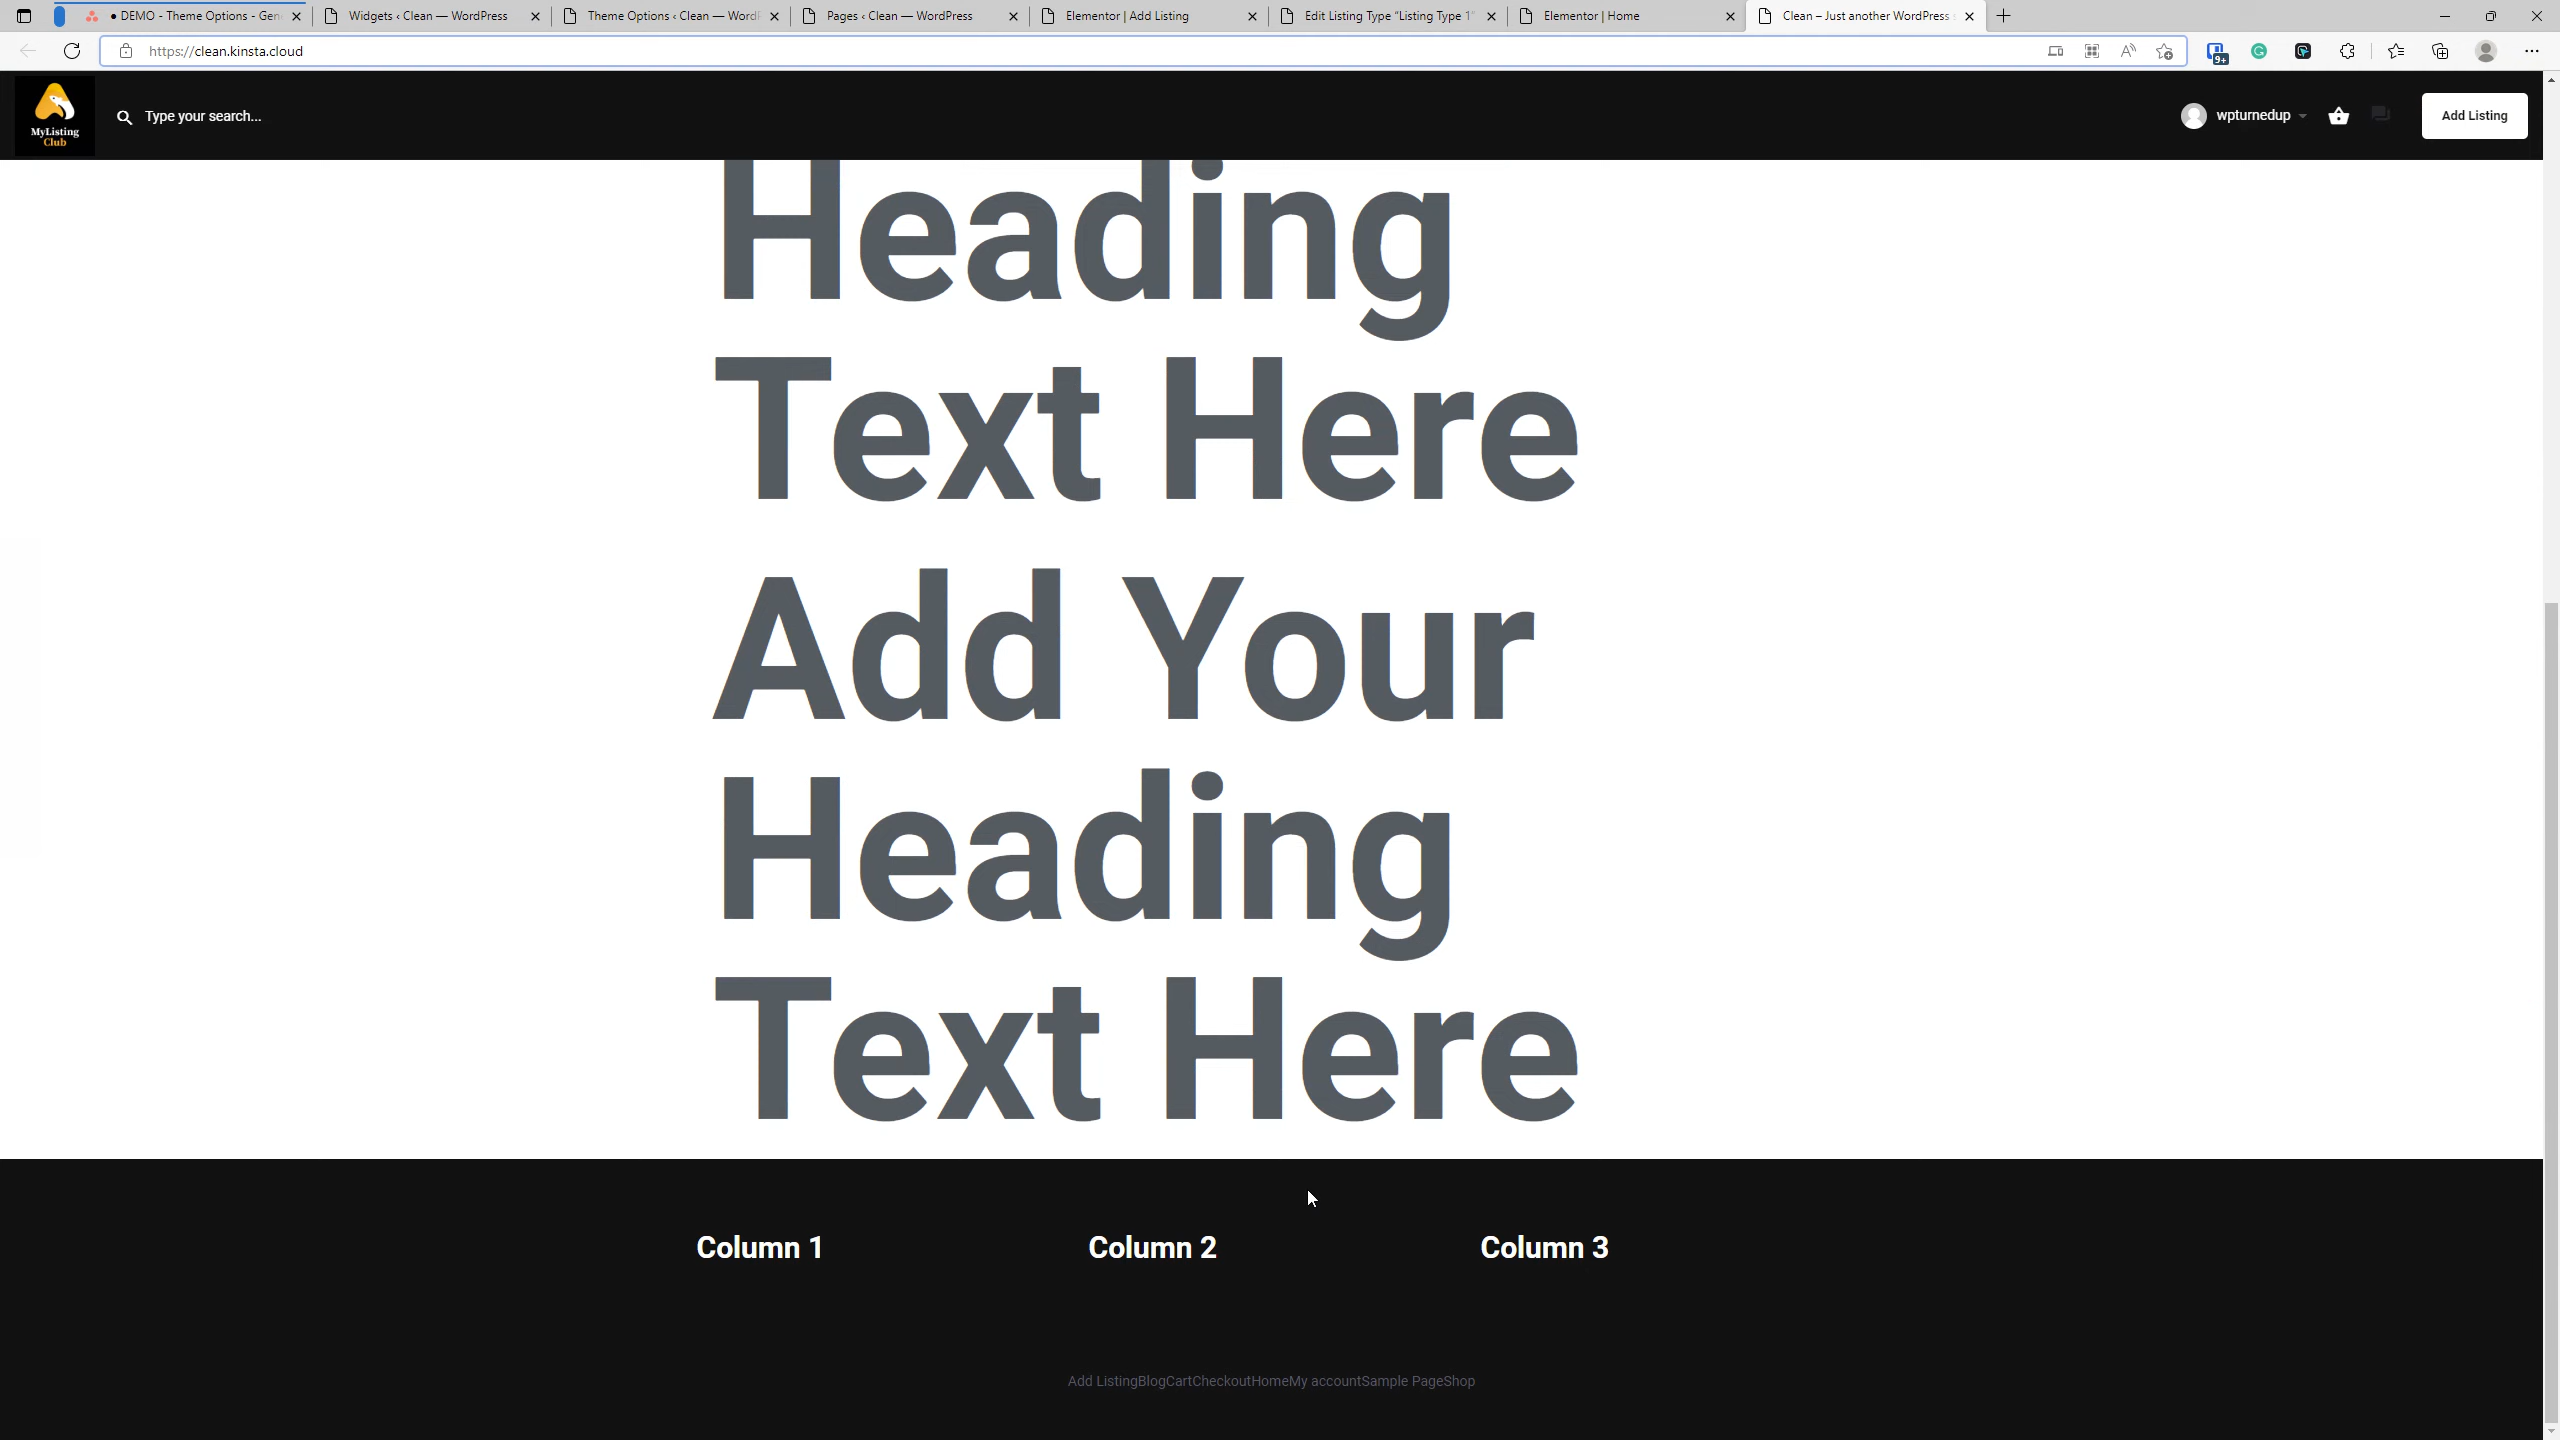 ● DEMO - Theme Options - Gen
Widgets ‹ Clean — WordPress
Theme Options ‹ Clean — WordP
Pages ‹ Clean — WordPress
Elementor | Add Listing
Edit Listing Type “Listing Type 1”
Elementor | Home
Clean – Just another WordPress s
https://clean.kinsta.cloud
9+
MyListing
Club
Type your search...
wpturnedup
Add Listing
Heading
Text Here
Add Your
Heading
Text Here
Column 1
Column 2
Column 3
Add ListingBlogCartCheckoutHomeMy accountSample PageShop